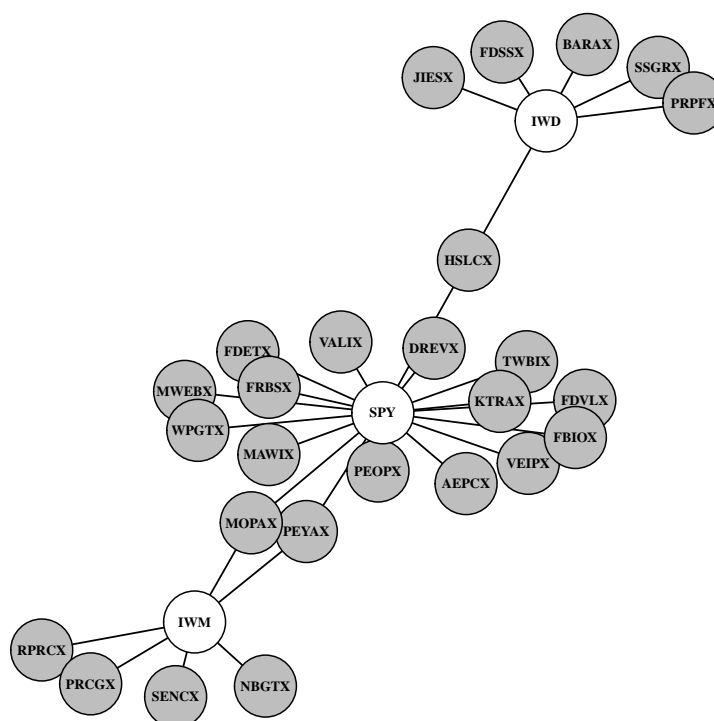 BARAX
FDSSX
SSGRX
JIESX
PRPFX
IWD
HSLCX
VALIX
DREVX
FDETX
TWBIX
FRBSX
MWEBX
KTRAX
FDVLX
SPY
WPGTX
FBIOX
MAWIX
VEIPX
PEOPX
AEPCX
MOPAX
PEYAX
IWM
RPRCX
PRCGX
NBGTX
SENCX